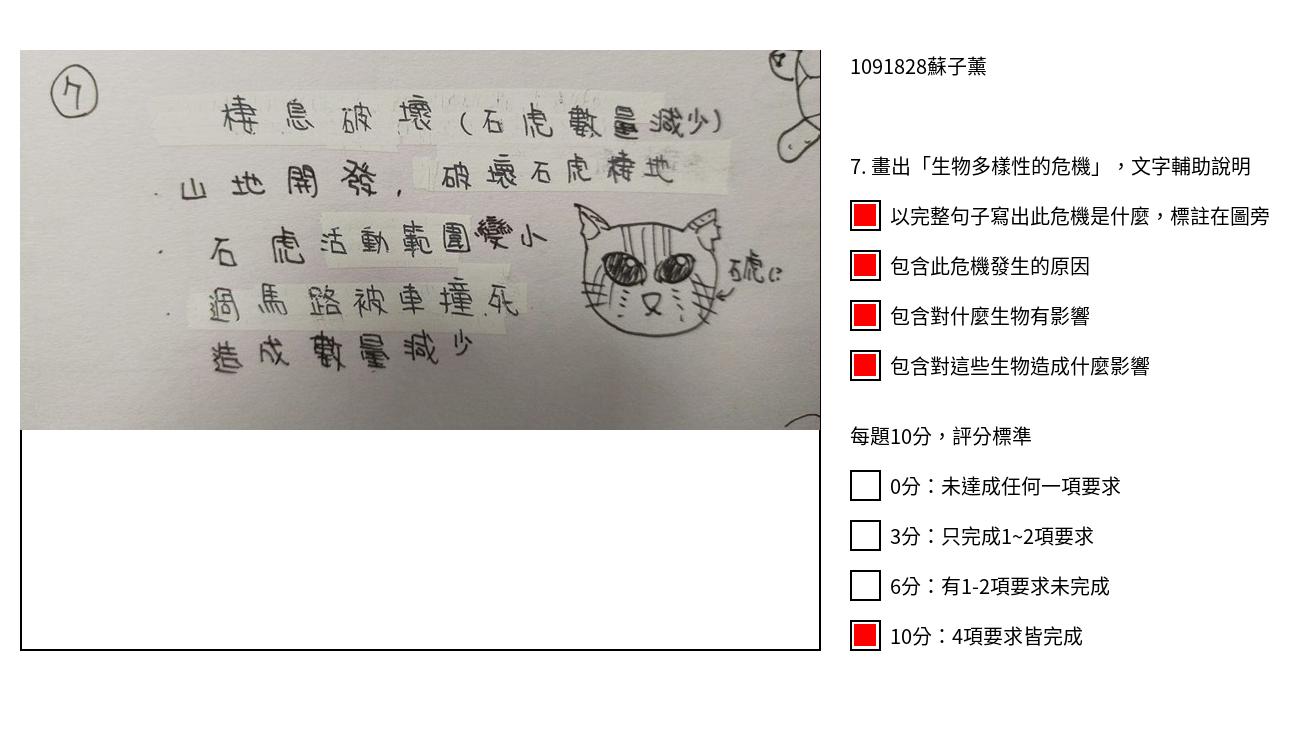 7
棲息破壞(石虎數量減少)
山地開發，破壞石虎棲地
石虎活動範圍變小
過馬路被車撞死
造成數量減少
石虎
1091828蘇子薰
7. 畫出「生物多樣性的危機」，文字輔助說明
以完整句子寫出此危機是什麼，標註在圖旁
包含此危機發生的原因
包含對什麼生物有影響
包含對這些生物造成什麼影響
每題10分，評分標準
0分：未達成任何一項要求
3分：只完成1~2項要求
6分：有1-2項要求未完成
10分：4項要求皆完成